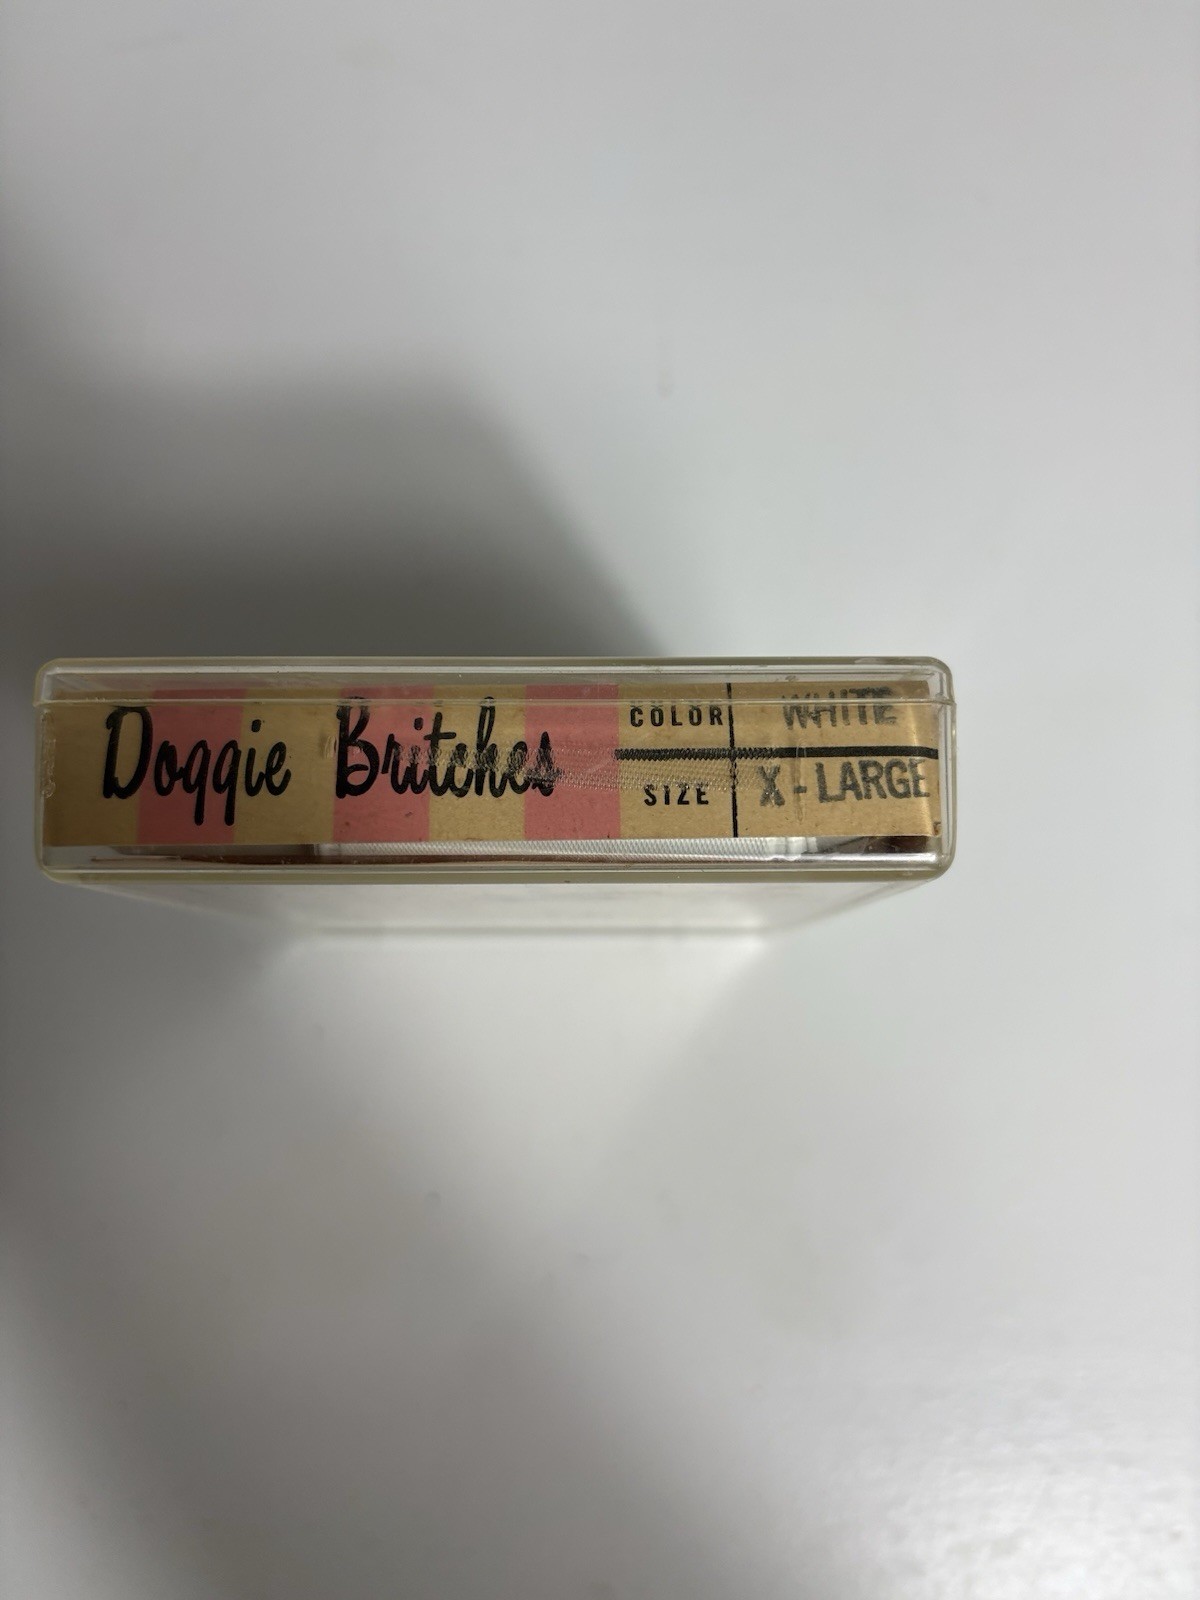 Doggie Britches
COLOR WHITE
SIZE X-LARGE